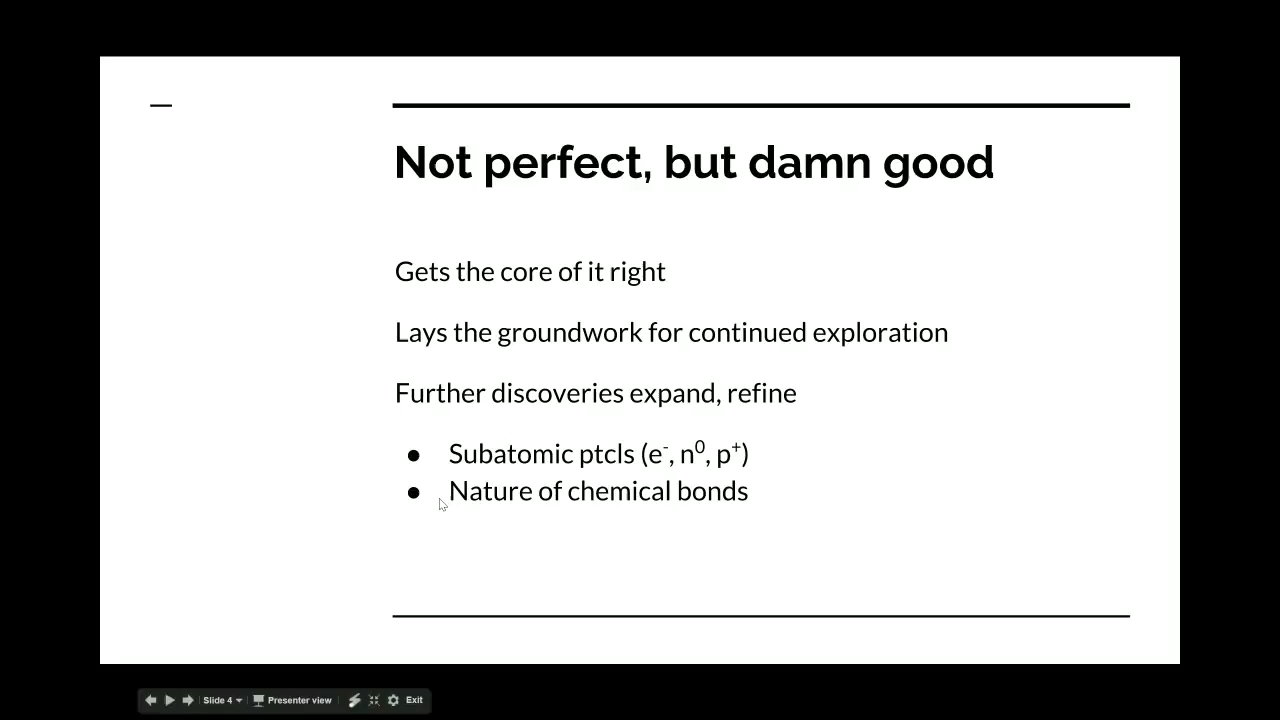 Not perfect, but damn good
Gets the core of it right
Lays the groundwork for continued exploration
Further discoveries expand, refine
● Subatomic ptcls (e⁻, n⁰, p⁺)
● Nature of chemical bonds
Slide 4 Presenter view Exit